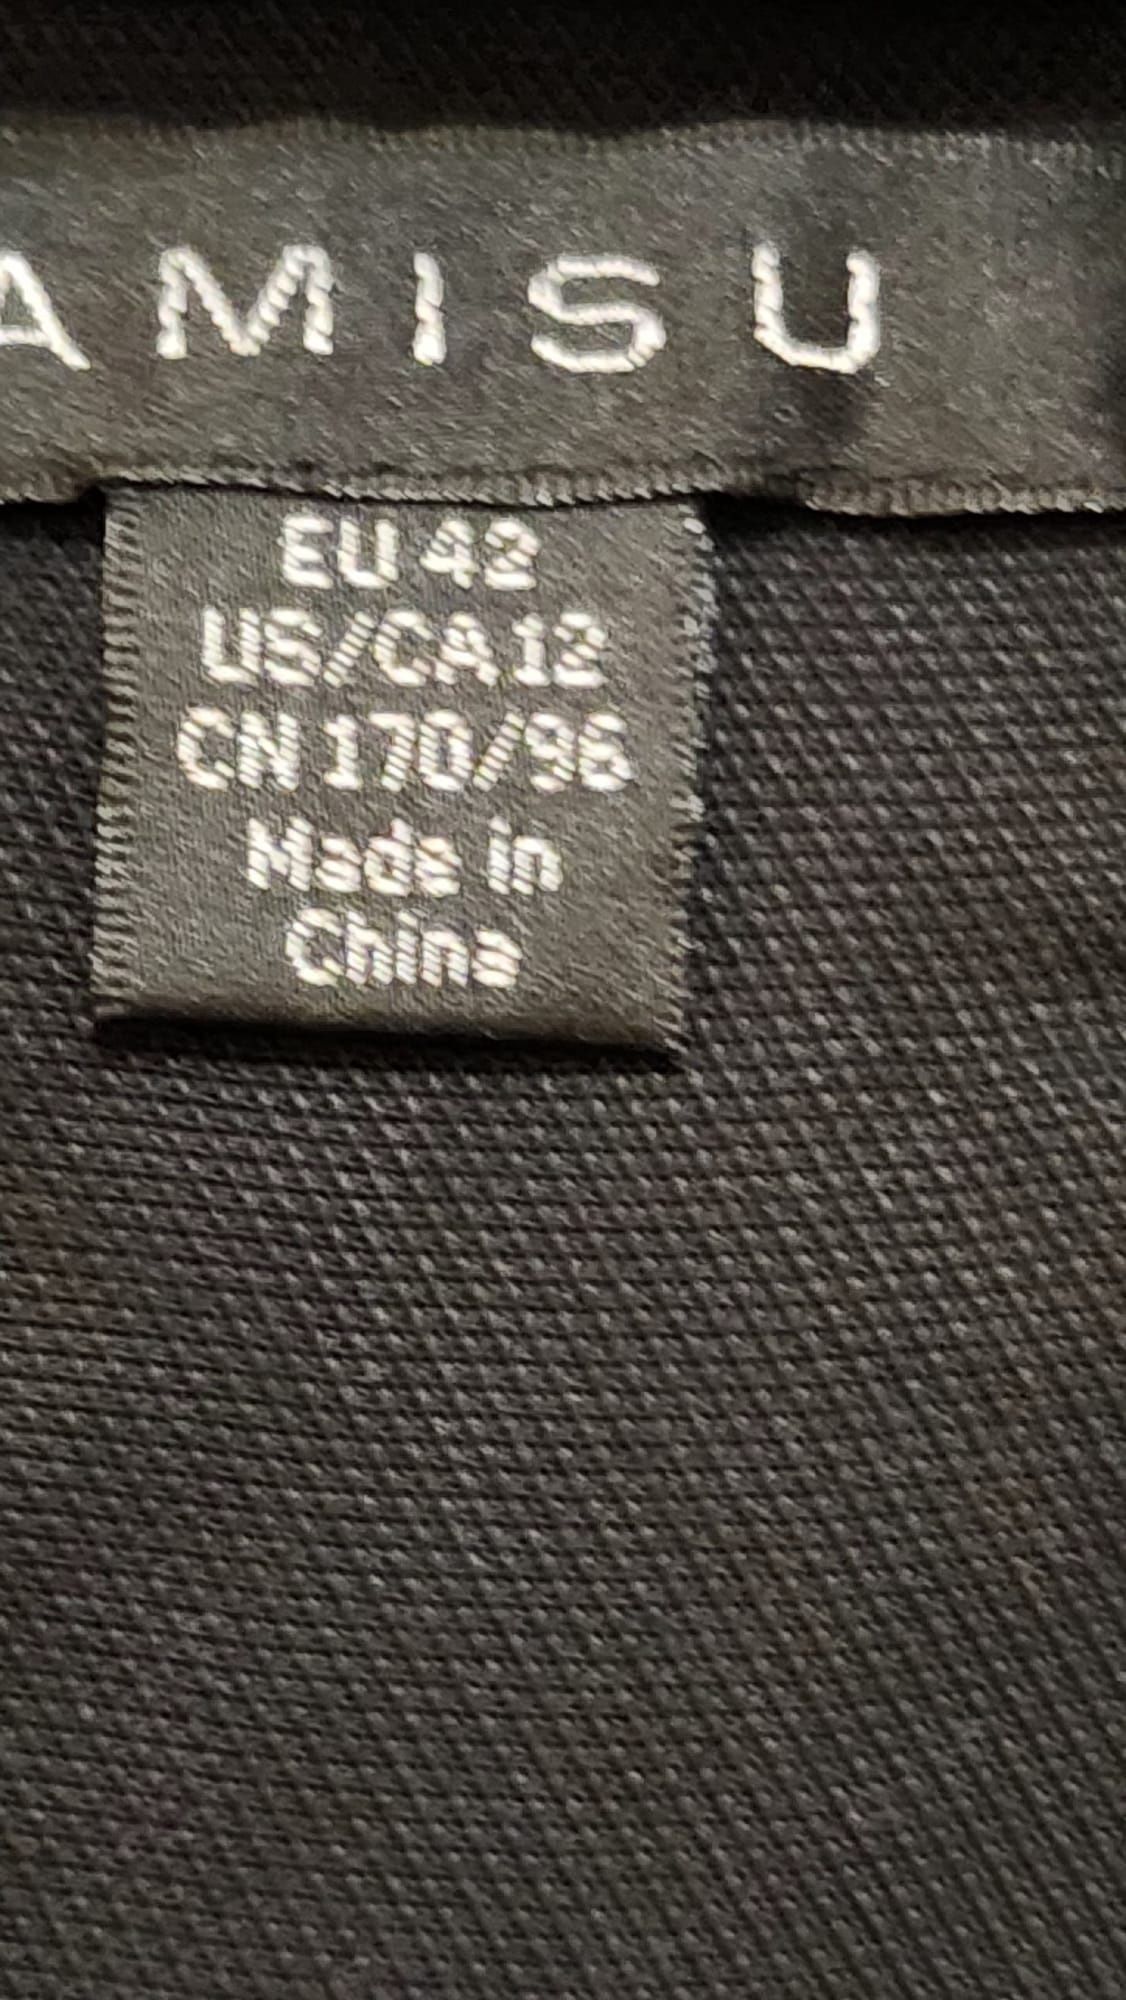 AMISU
EU 42
US/CA 12
CN 170/96
Made in
China